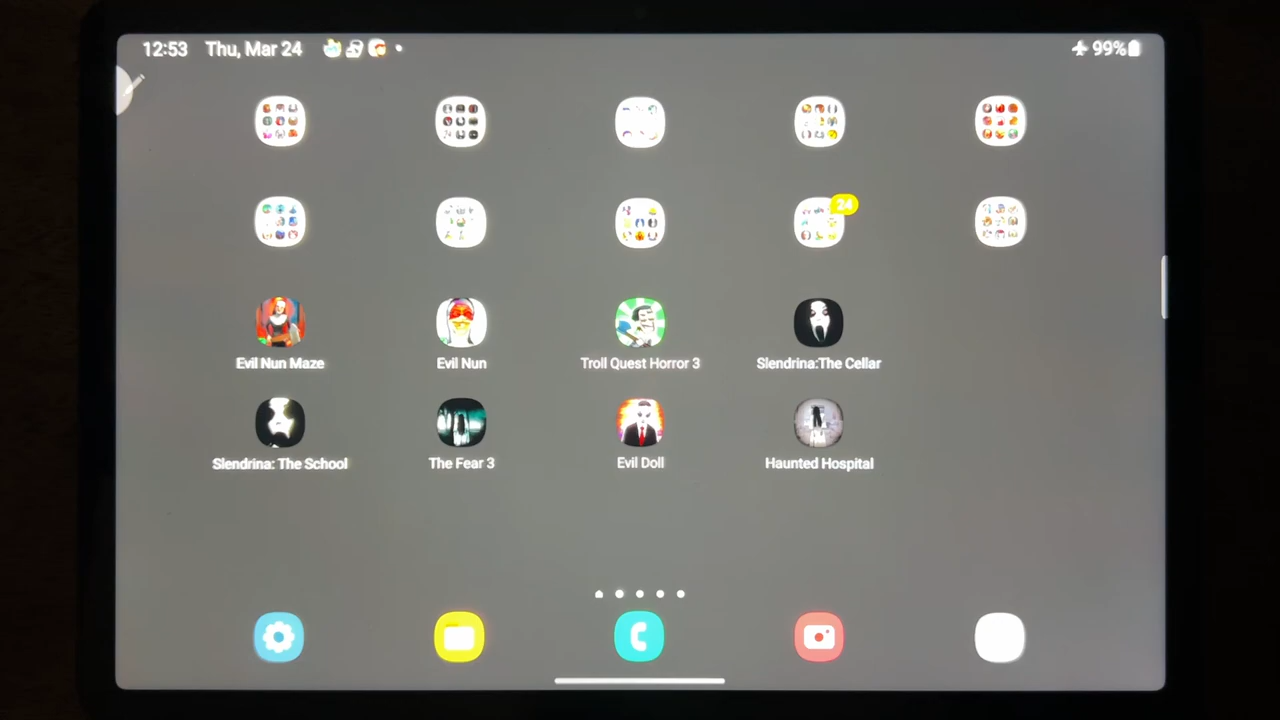 12:53 Thu, Mar 24 99%
24
Evil Nun Maze Evil Nun Troll Quest Horror 3 Slendrina:The Cellar
Slendrina: The School The Fear 3 Evil Doll Haunted Hospital